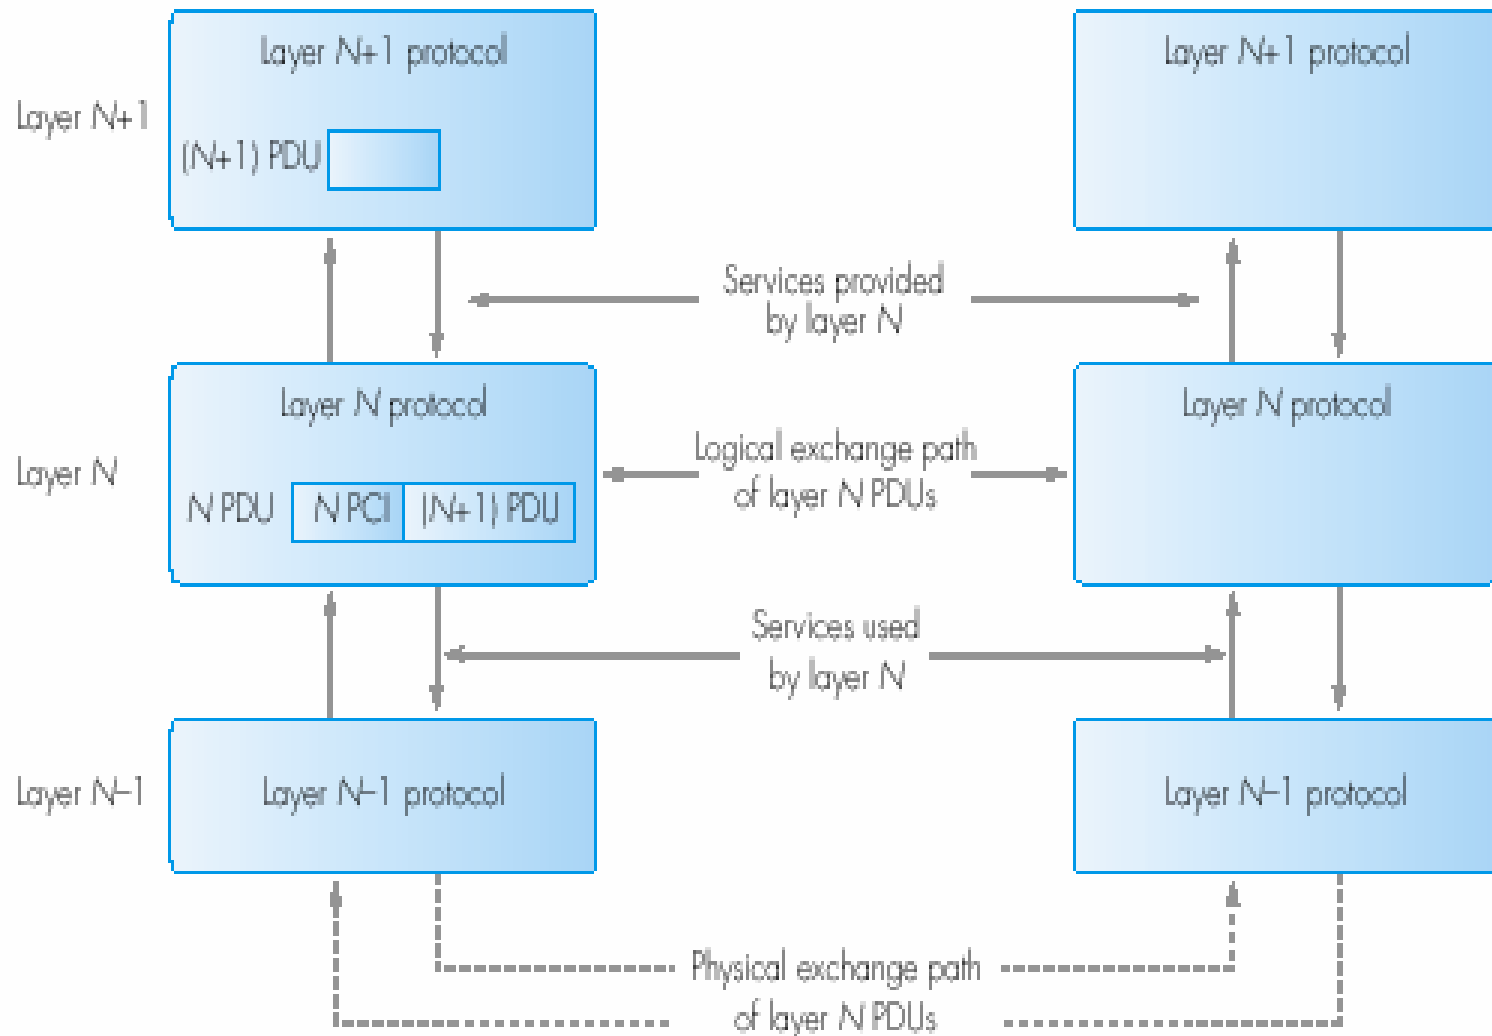 Layer N+1 protocol
Layer N+1 protocol
Layer N+1
(N+1) PDU
Services provided
by layer N
Layer N protocol
Layer N protocol
Logical exchange path
of layer N PDUs
Layer N
N PDU
N PCI
(N+1) PDU
Services used
by layer N
Layer N–1
Layer N–1 protocol
Layer N–1 protocol
Physical exchange path
of layer N PDUs